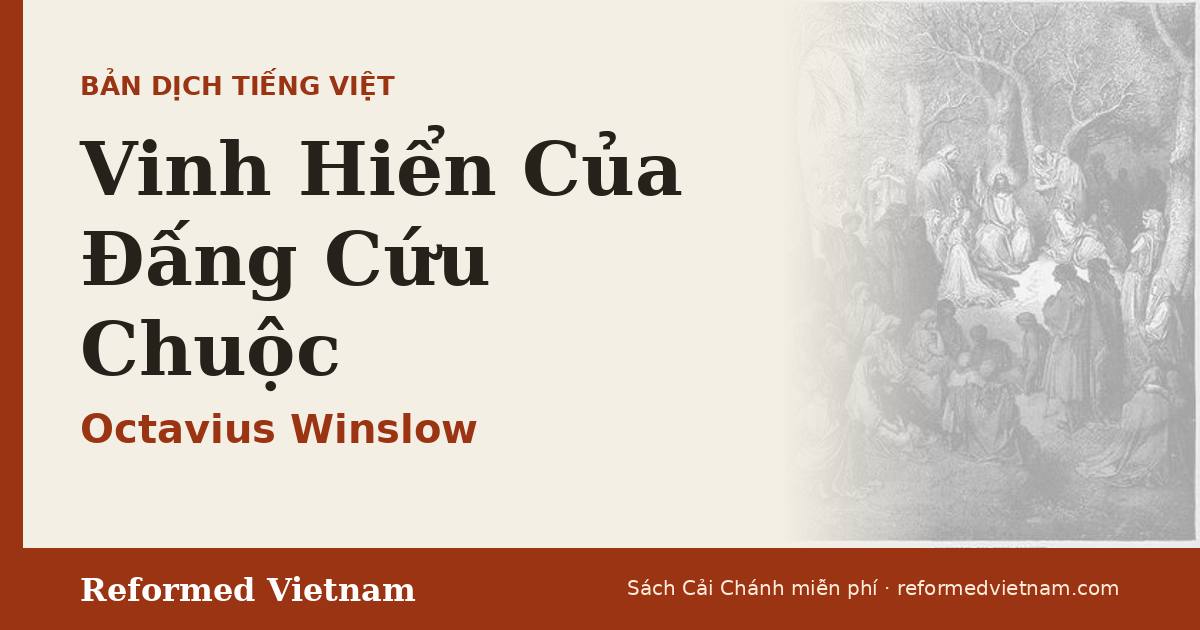 BẢN DỊCH TIẾNG VIỆT
Vinh Hiển Của
Đấng Cứu
Chuộc
Octavius Winslow
Reformed Vietnam
Sách Cải Chánh miễn phí · reformedvietnam.com